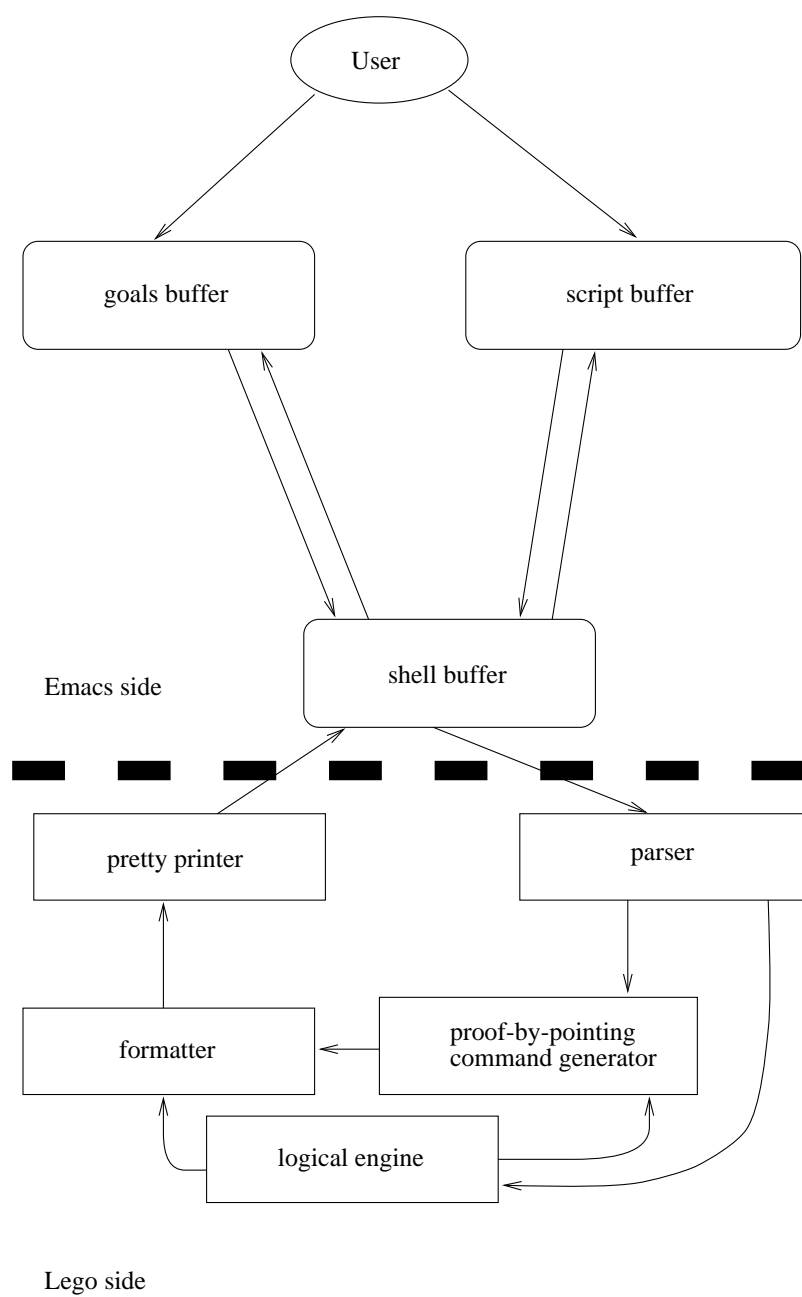 User
goals buffer
script buffer
shell buffer
Emacs side
pretty printer
parser
formatter
proof-by-pointing
command generator
logical engine
Lego side